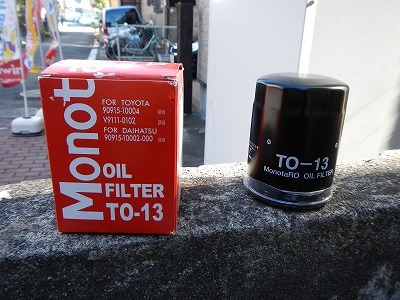 Monot
FOR TOYOTA
90915-10004
V9111-0102
FOR DAIHATSU
90915-10002-000
OIL
FILTER
TO-13
TO-13
MonotaRO OIL FILTER